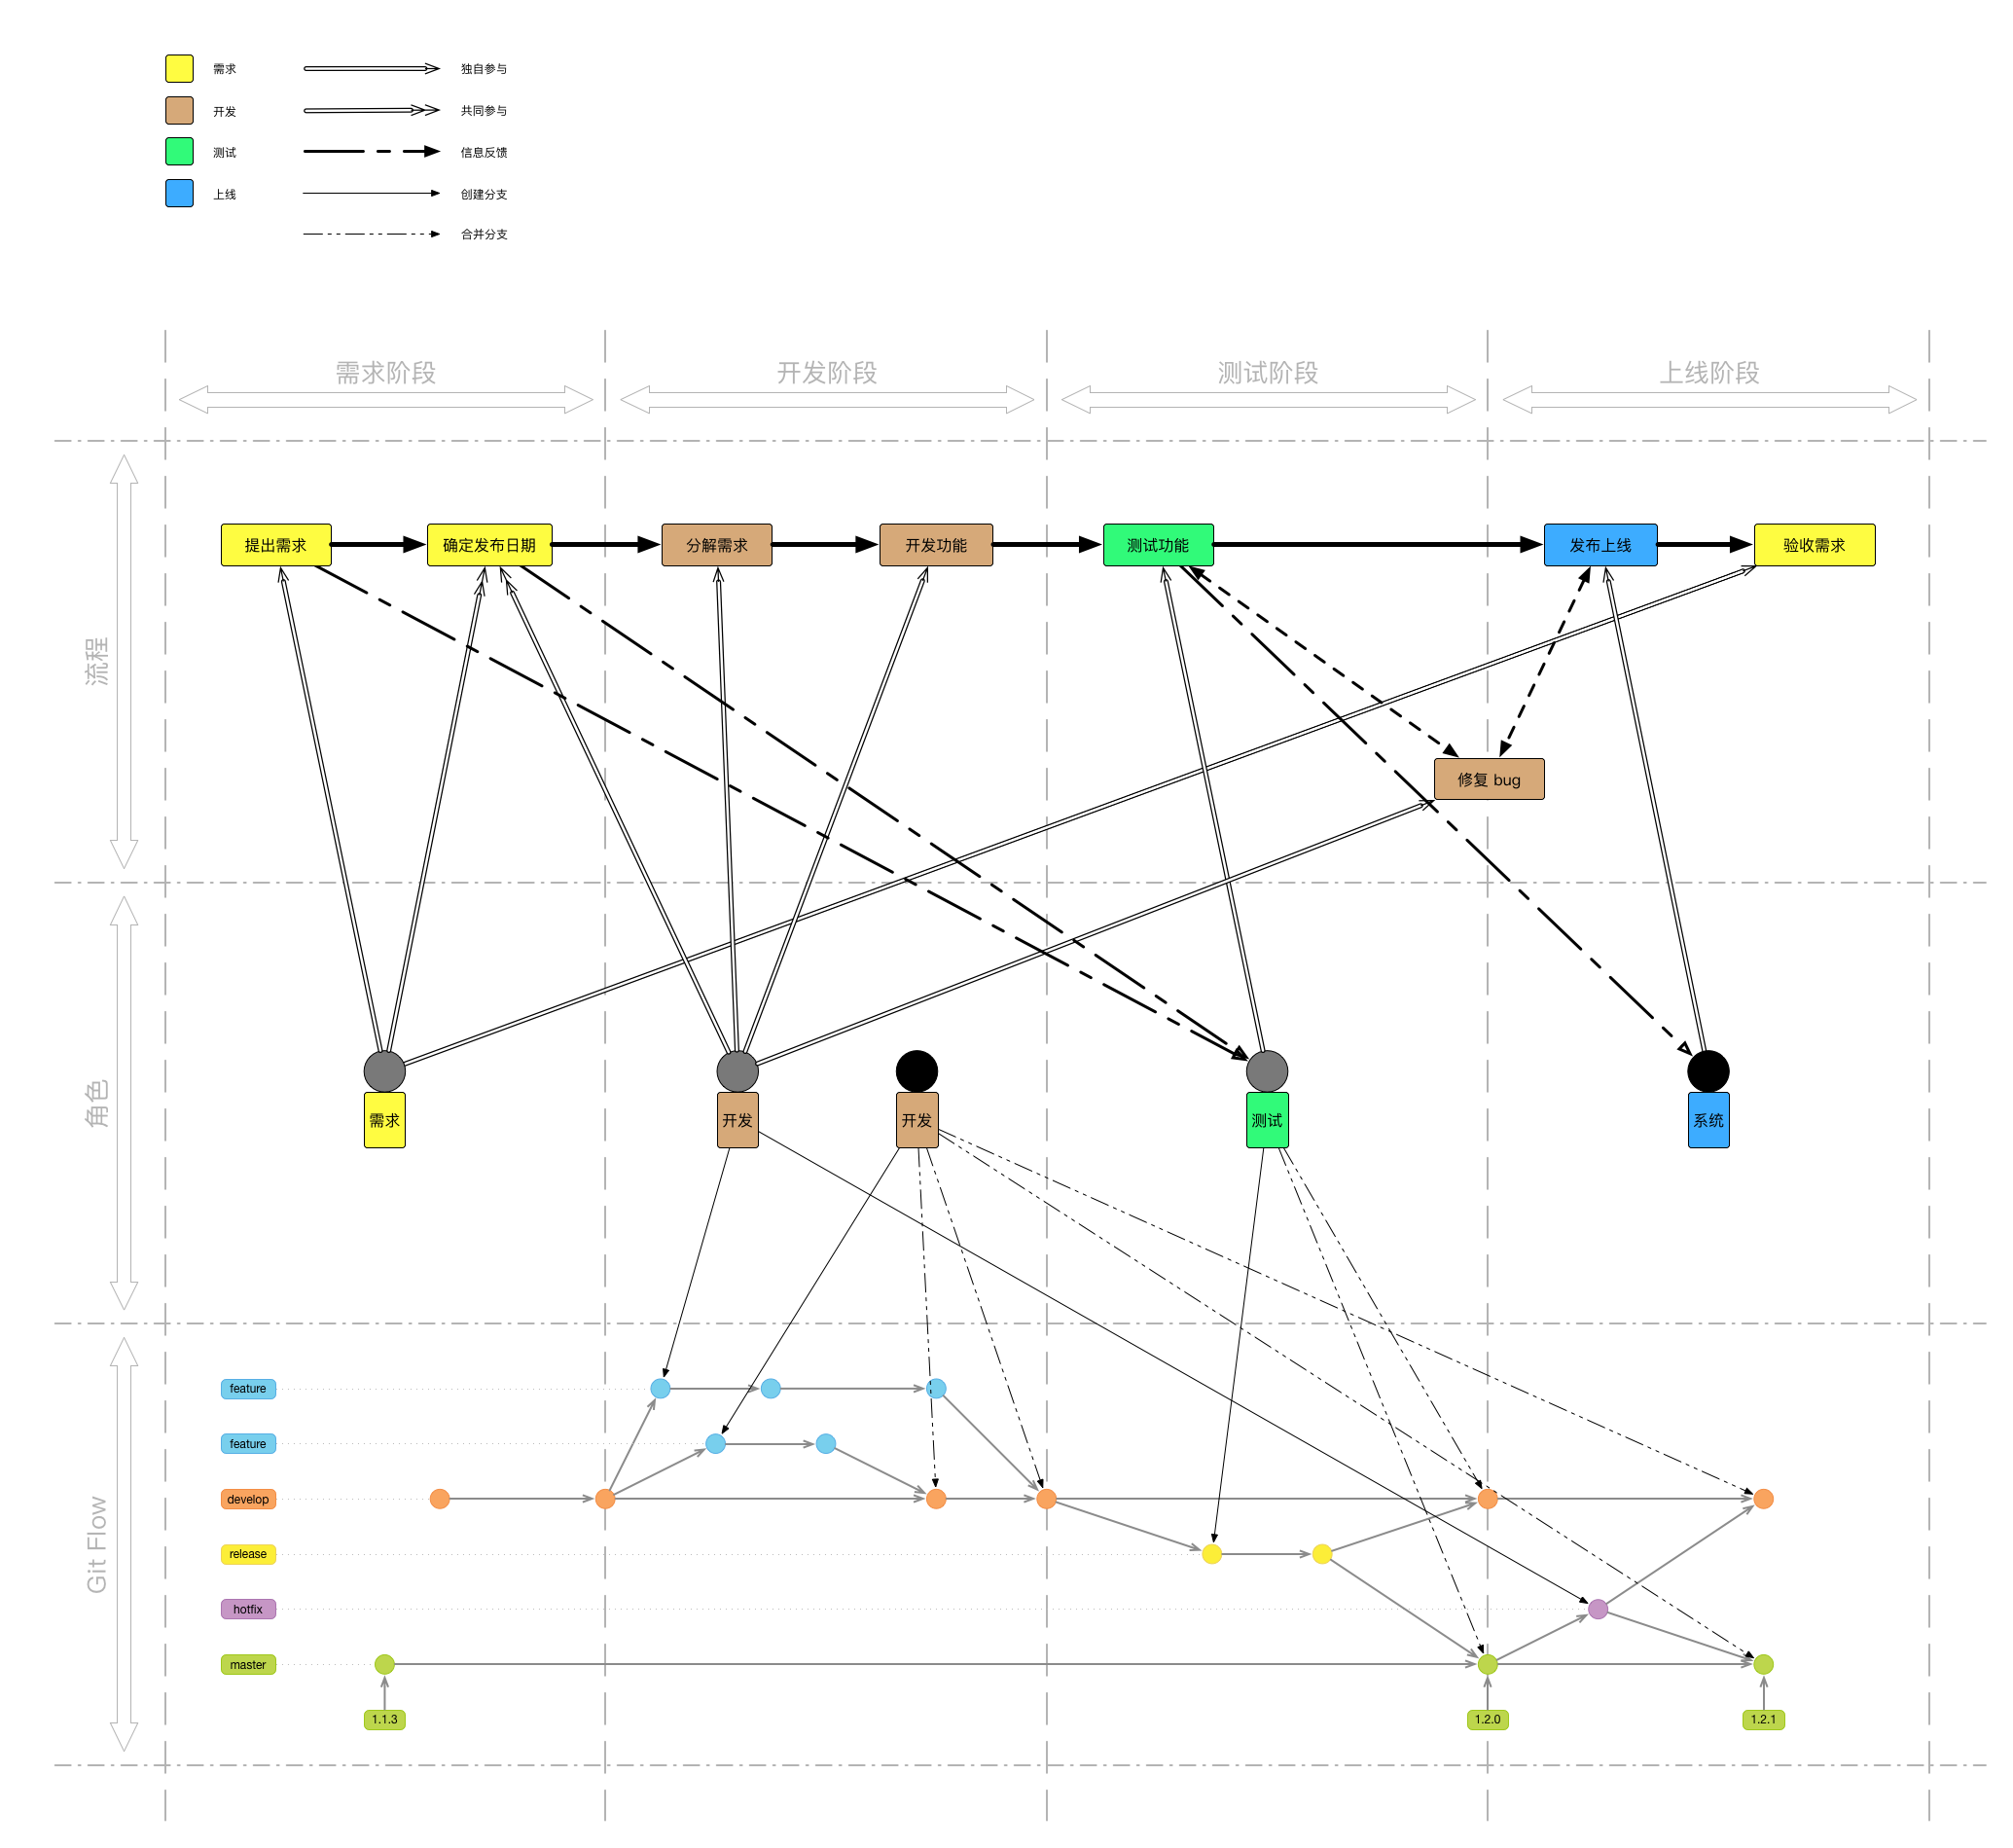 需求
独自参与
开发
共同参与
测试
信息反馈
上线
创建分支
合并分支
需求阶段
开发阶段
测试阶段
上线阶段
流程
提出需求
确定发布日期
分解需求
开发功能
测试功能
发布上线
验收需求
修复 bug
角色
需求
开发
开发
测试
系统
Git Flow
feature
feature
develop
release
hotfix
master
1.1.3
1.2.0
1.2.1